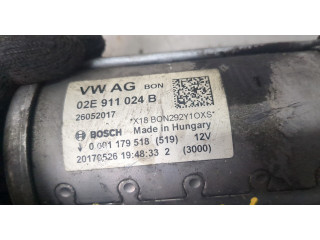 VW AG BON
02E 911 024 B
26052017
*X18 BON292Y1OXS*
BOSCH Made in Hungary
0 001 179 518 (519) 12V
20170526 19:48:33 2 (3000)